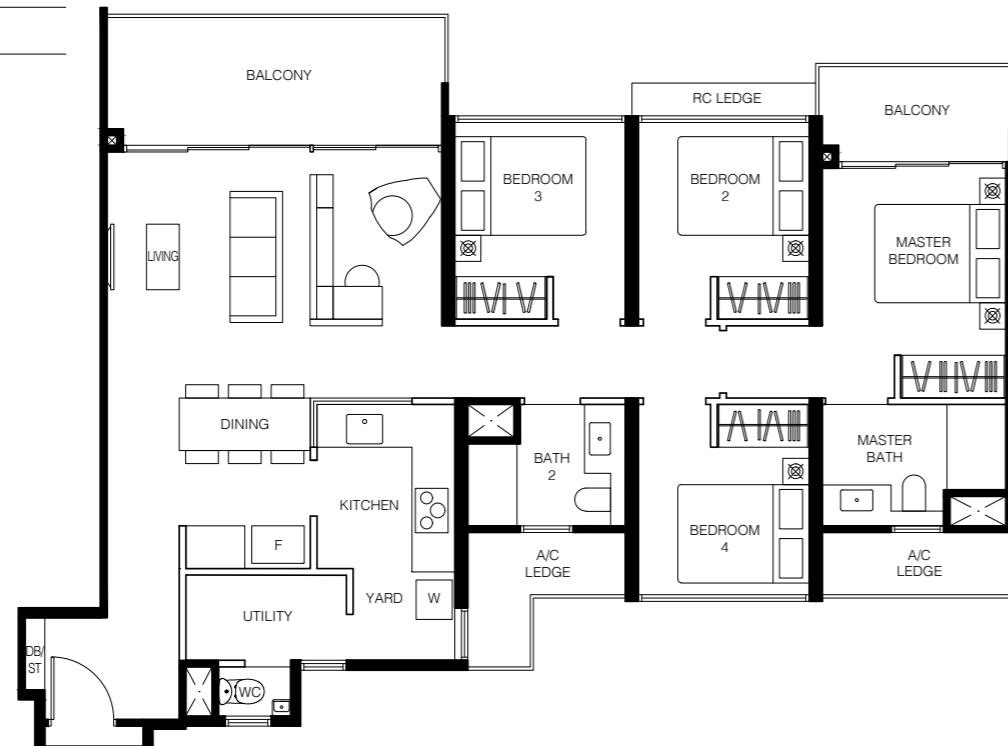 BALCONY
RC LEDGE
BALCONY
BEDROOM
3
BEDROOM
2
MASTER
BEDROOM
LIVING
DINING
KITCHEN
BATH
2
MASTER
BATH
F
BEDROOM
4
A/C
LEDGE
A/C
LEDGE
YARD
W
UTILITY
DB/
ST
WC